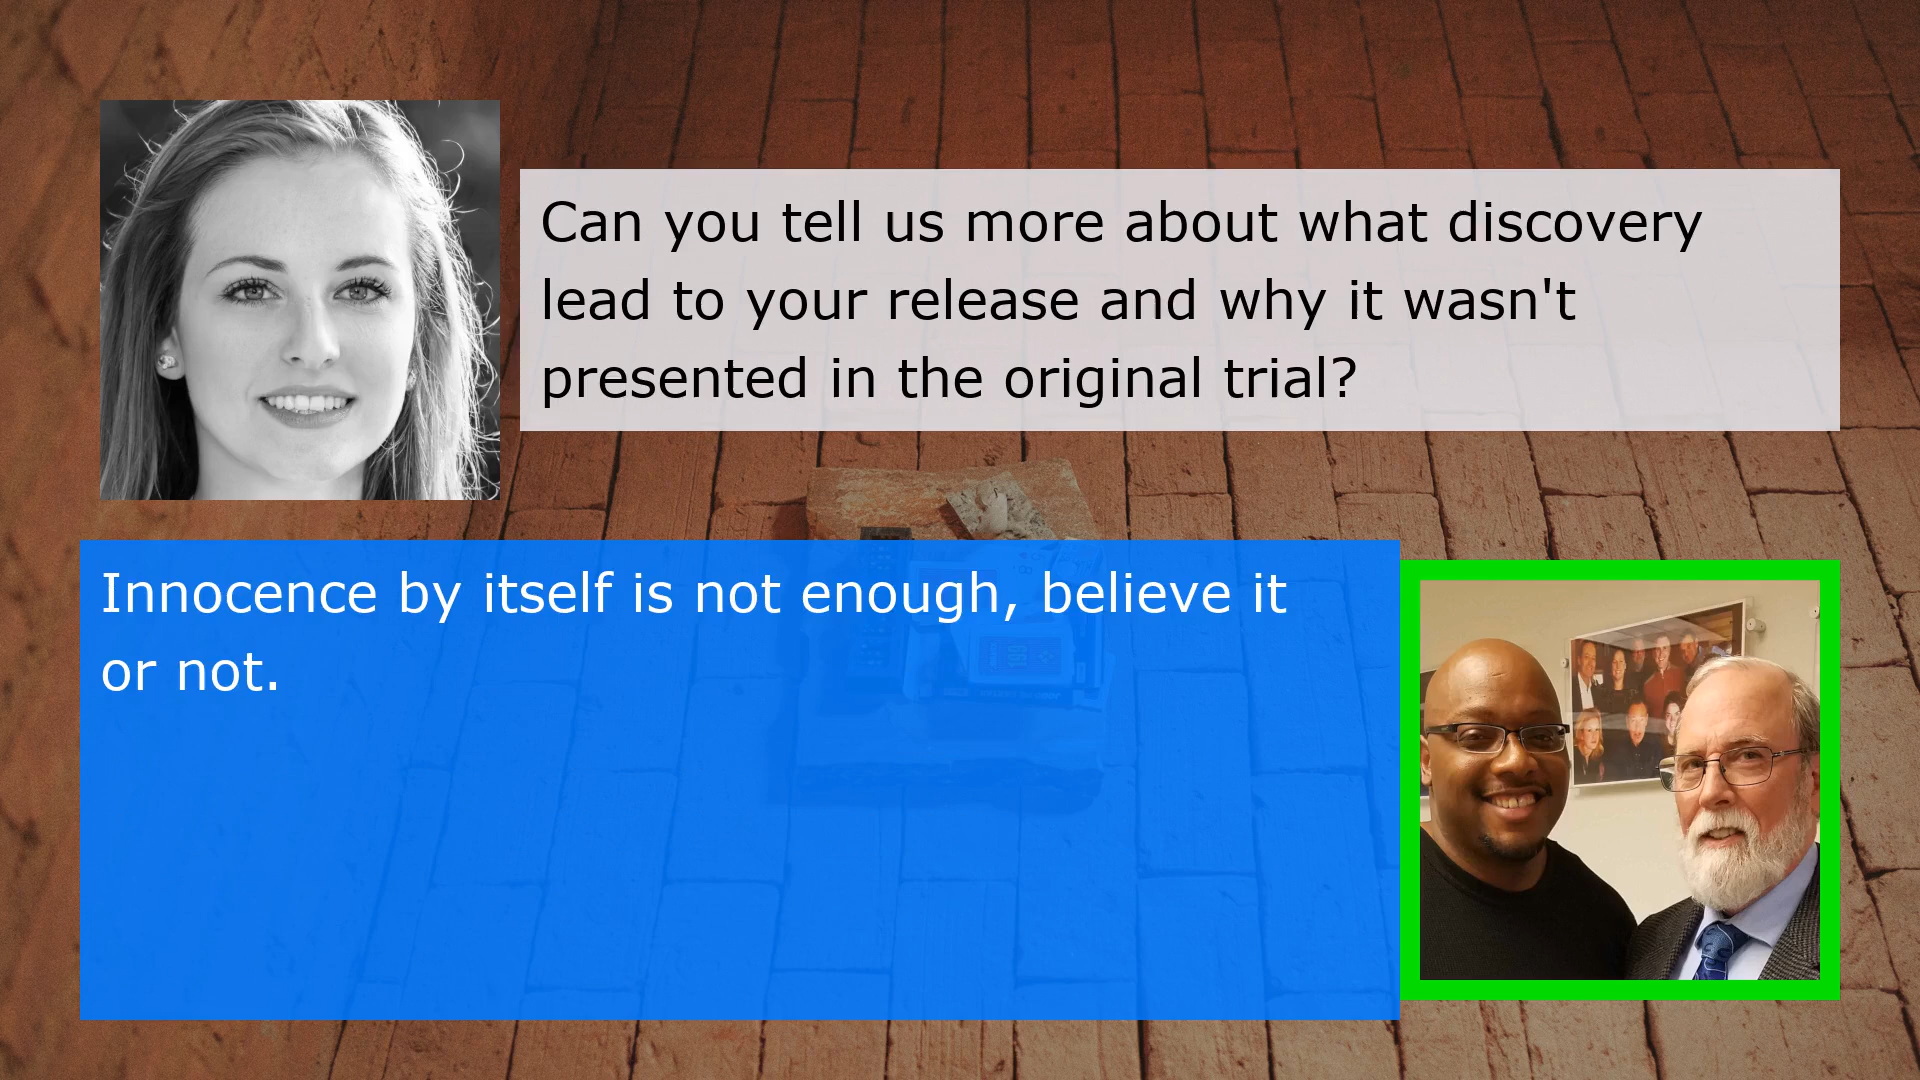 Can you tell us more about what discovery
lead to your release and why it wasn't
presented in the original trial?
Innocence by itself is not enough, believe it
or not.